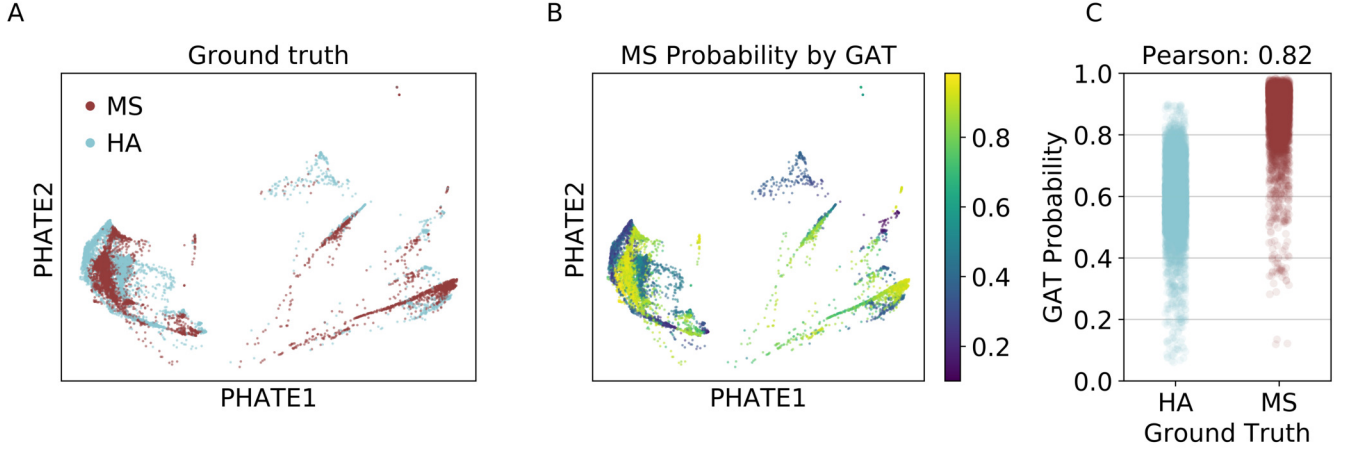 A
Ground truth
MS
HA
PHATE2
PHATE1
B
MS Probability by GAT
PHATE2
PHATE1
0.8
0.6
0.4
0.2
C
Pearson: 0.82
GAT Probability
1.0
0.8
0.6
0.4
0.2
0.0
HA MS
Ground Truth